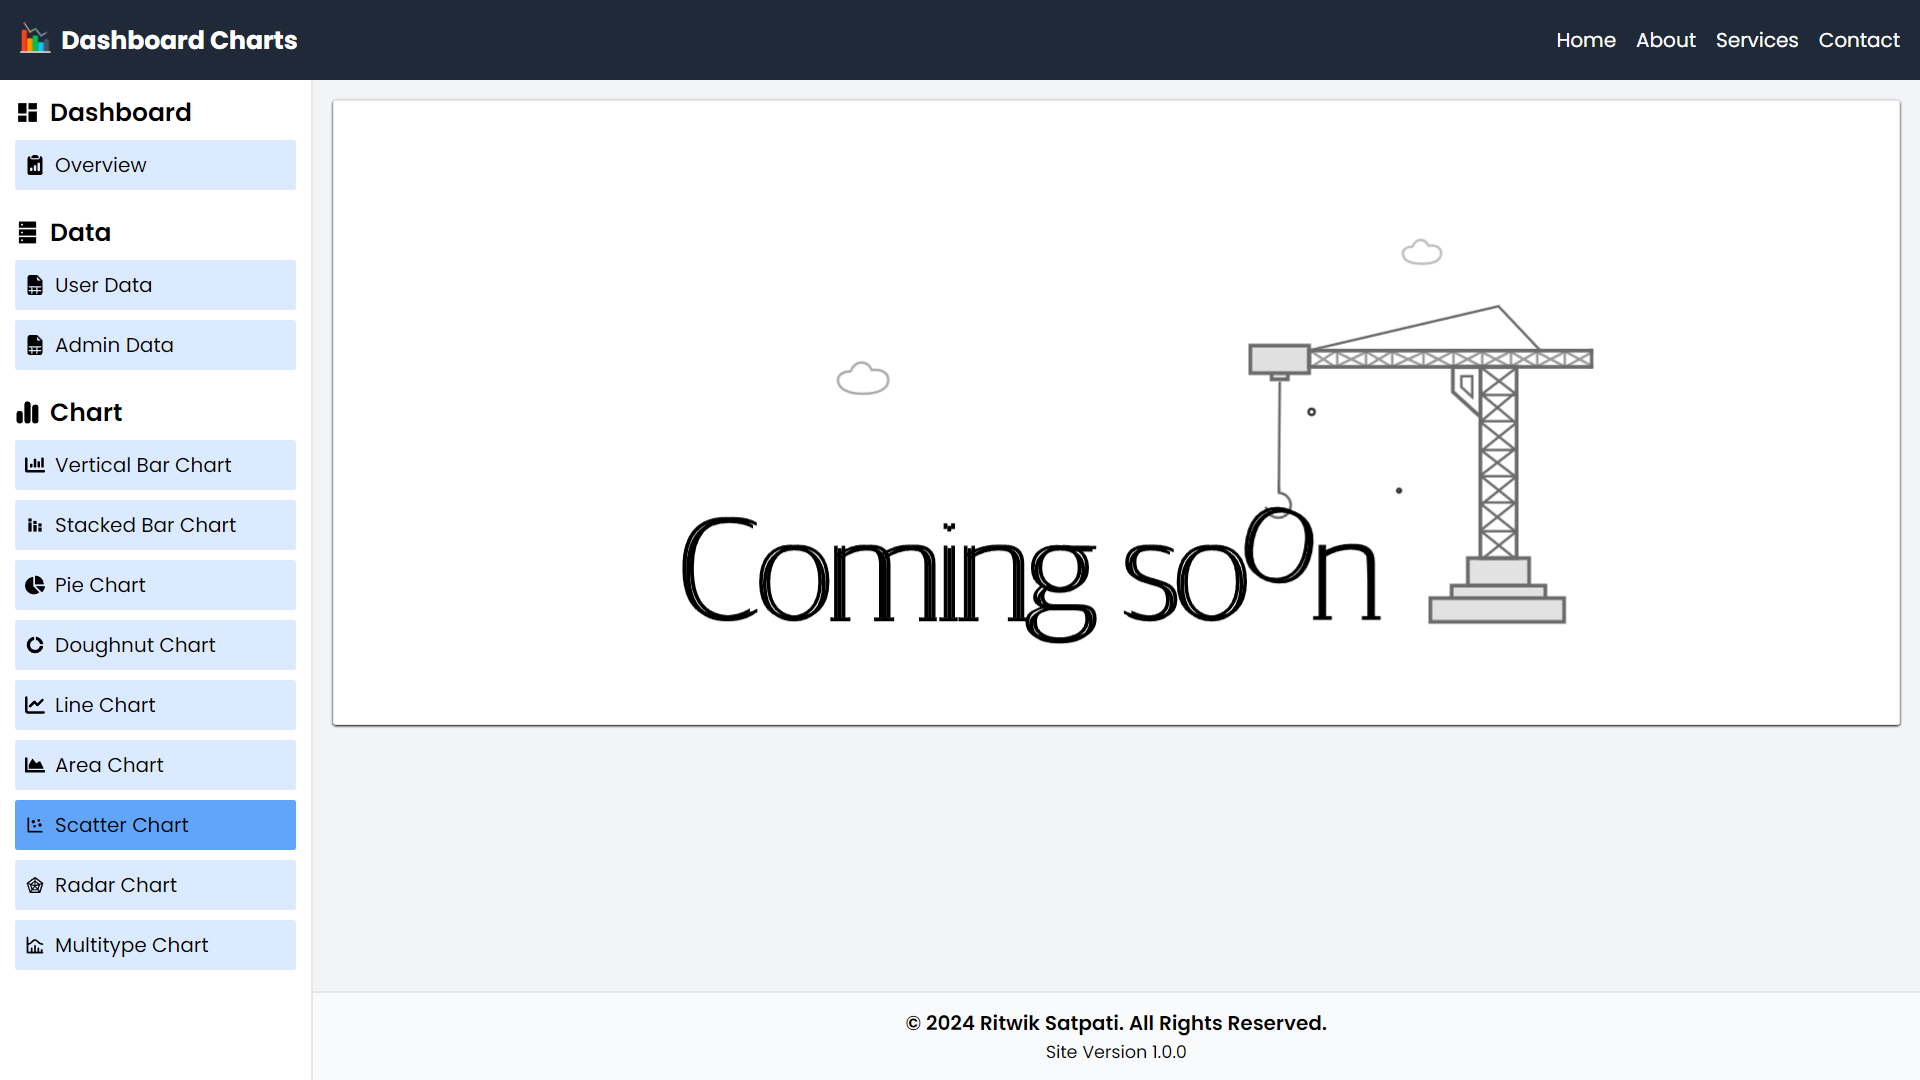 Dashboard Charts
Home About Services Contact
Dashboard
Overview
Data
User Data
Admin Data
Chart
Vertical Bar Chart
Stacked Bar Chart
Pie Chart
Doughnut Chart
Line Chart
Area Chart
Scatter Chart
Radar Chart
Multitype Chart
Coming soon
© 2024 Ritwik Satpati. All Rights Reserved.
Site Version 1.0.0